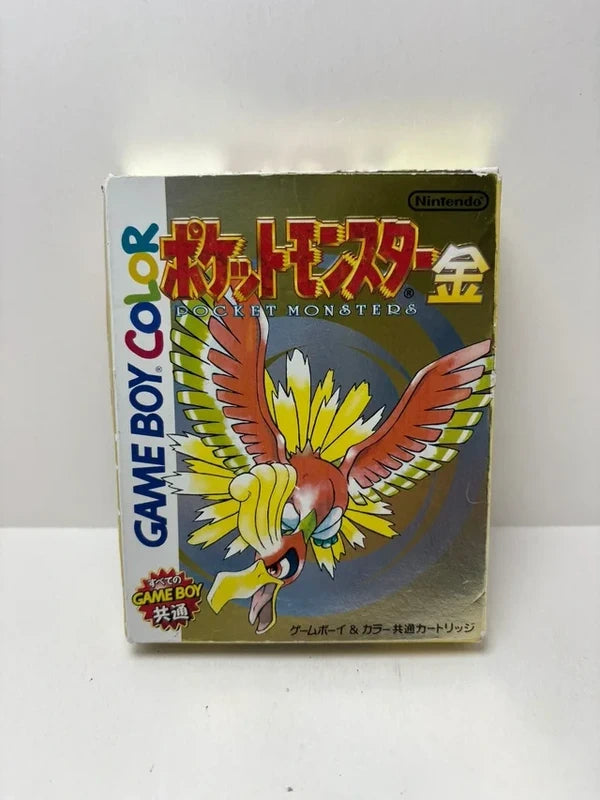 Nintendo®
ポケットモンスター金
®
POCKET MONSTERS
GAME BOY® COLOR
すべての
GAME BOY
共通
ゲームボーイ & カラー共通カートリッジ